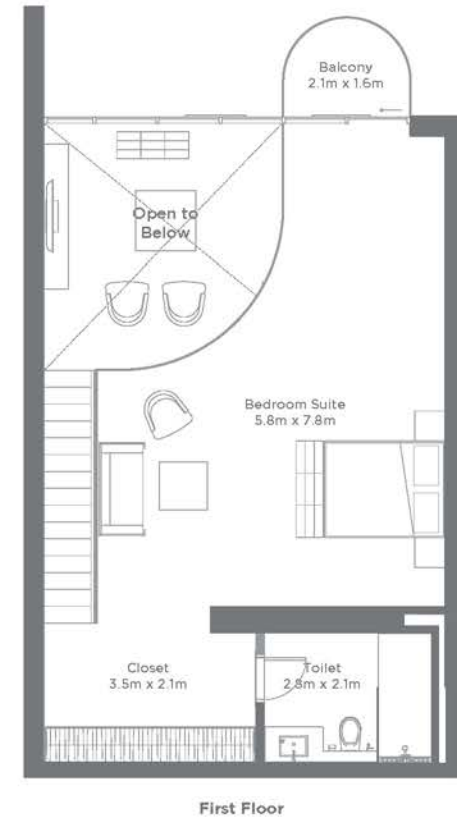 Balcony
2.1m x 1.6m
Open to
Below
Bedroom Suite
5.8m x 7.8m
Closet
3.5m x 2.1m
Toilet
2.8m x 2.1m
First Floor